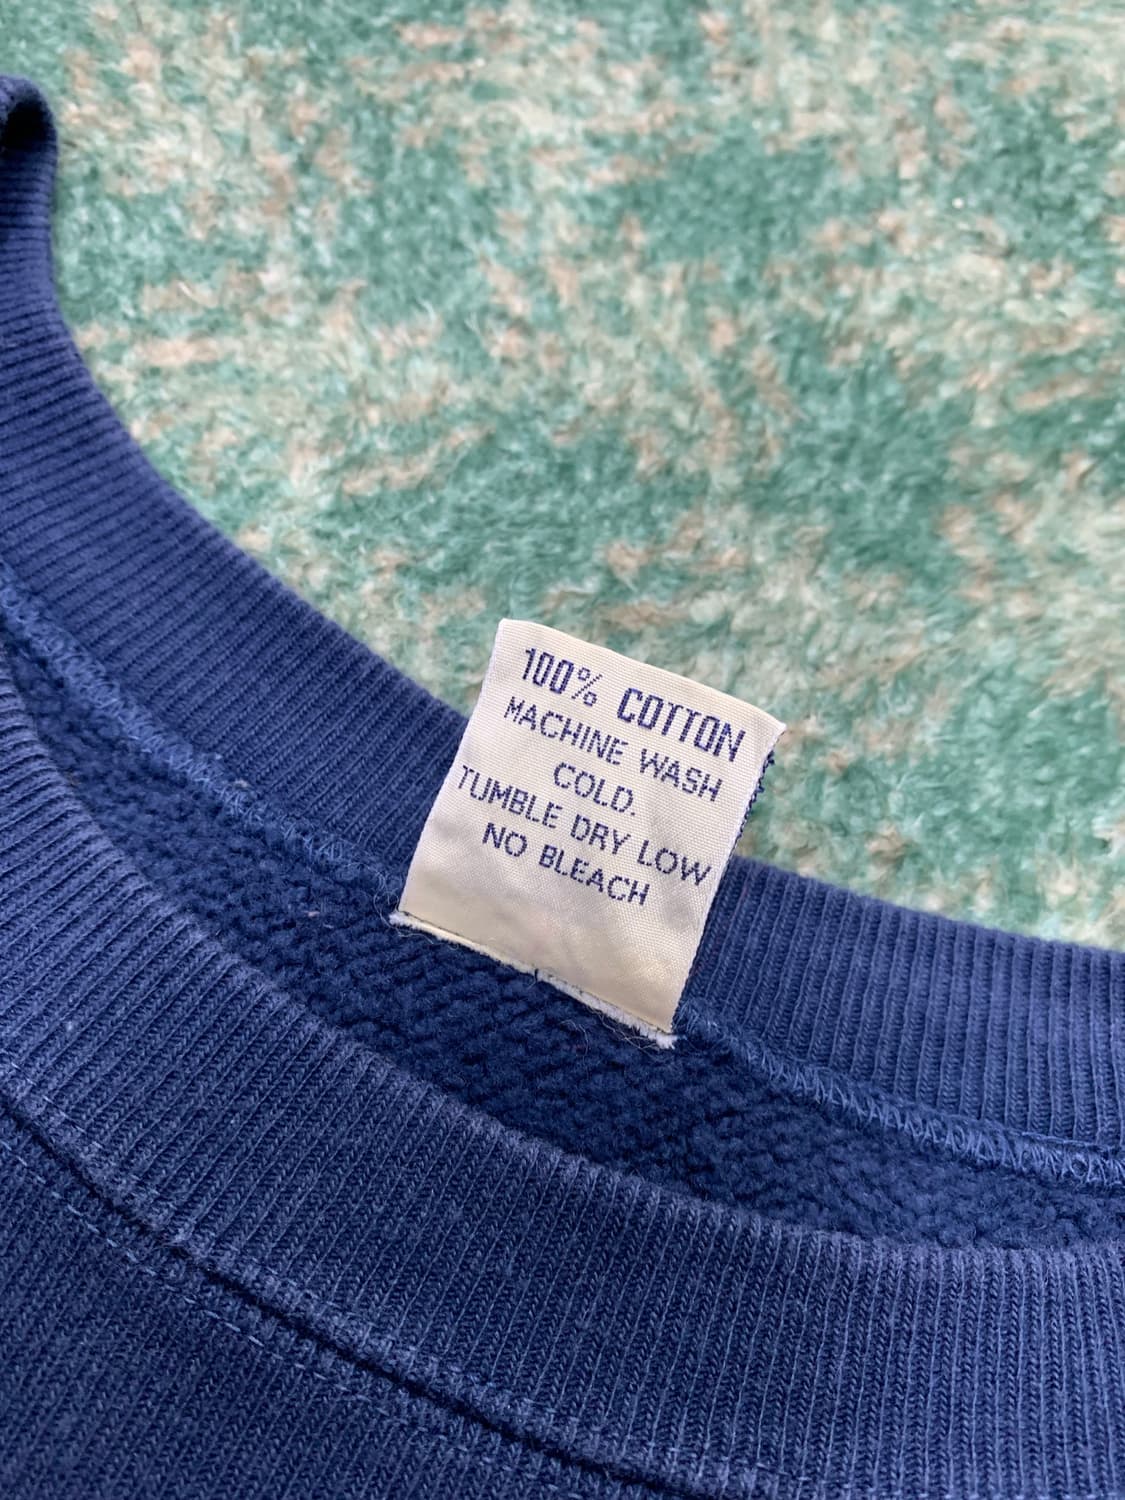 100% COTTON
MACHINE WASH
COLD.
TUMBLE DRY LOW
NO BLEACH